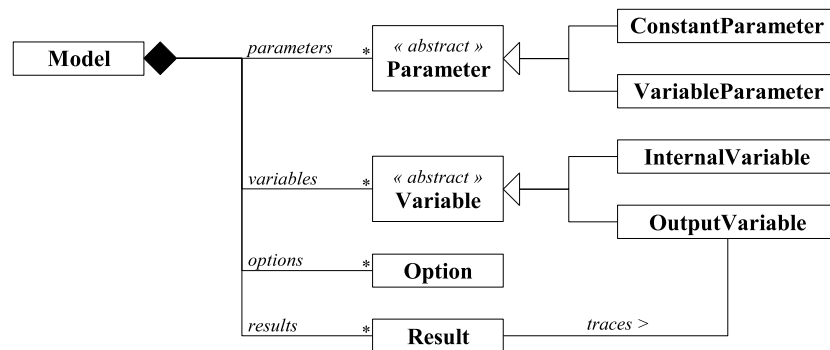 ConstantParameter
parameters
*
« abstract »
Model
Parameter
VariableParameter
InternalVariable
variables
*
« abstract »
Variable
OutputVariable
options
*
Option
results
*
Result
traces >